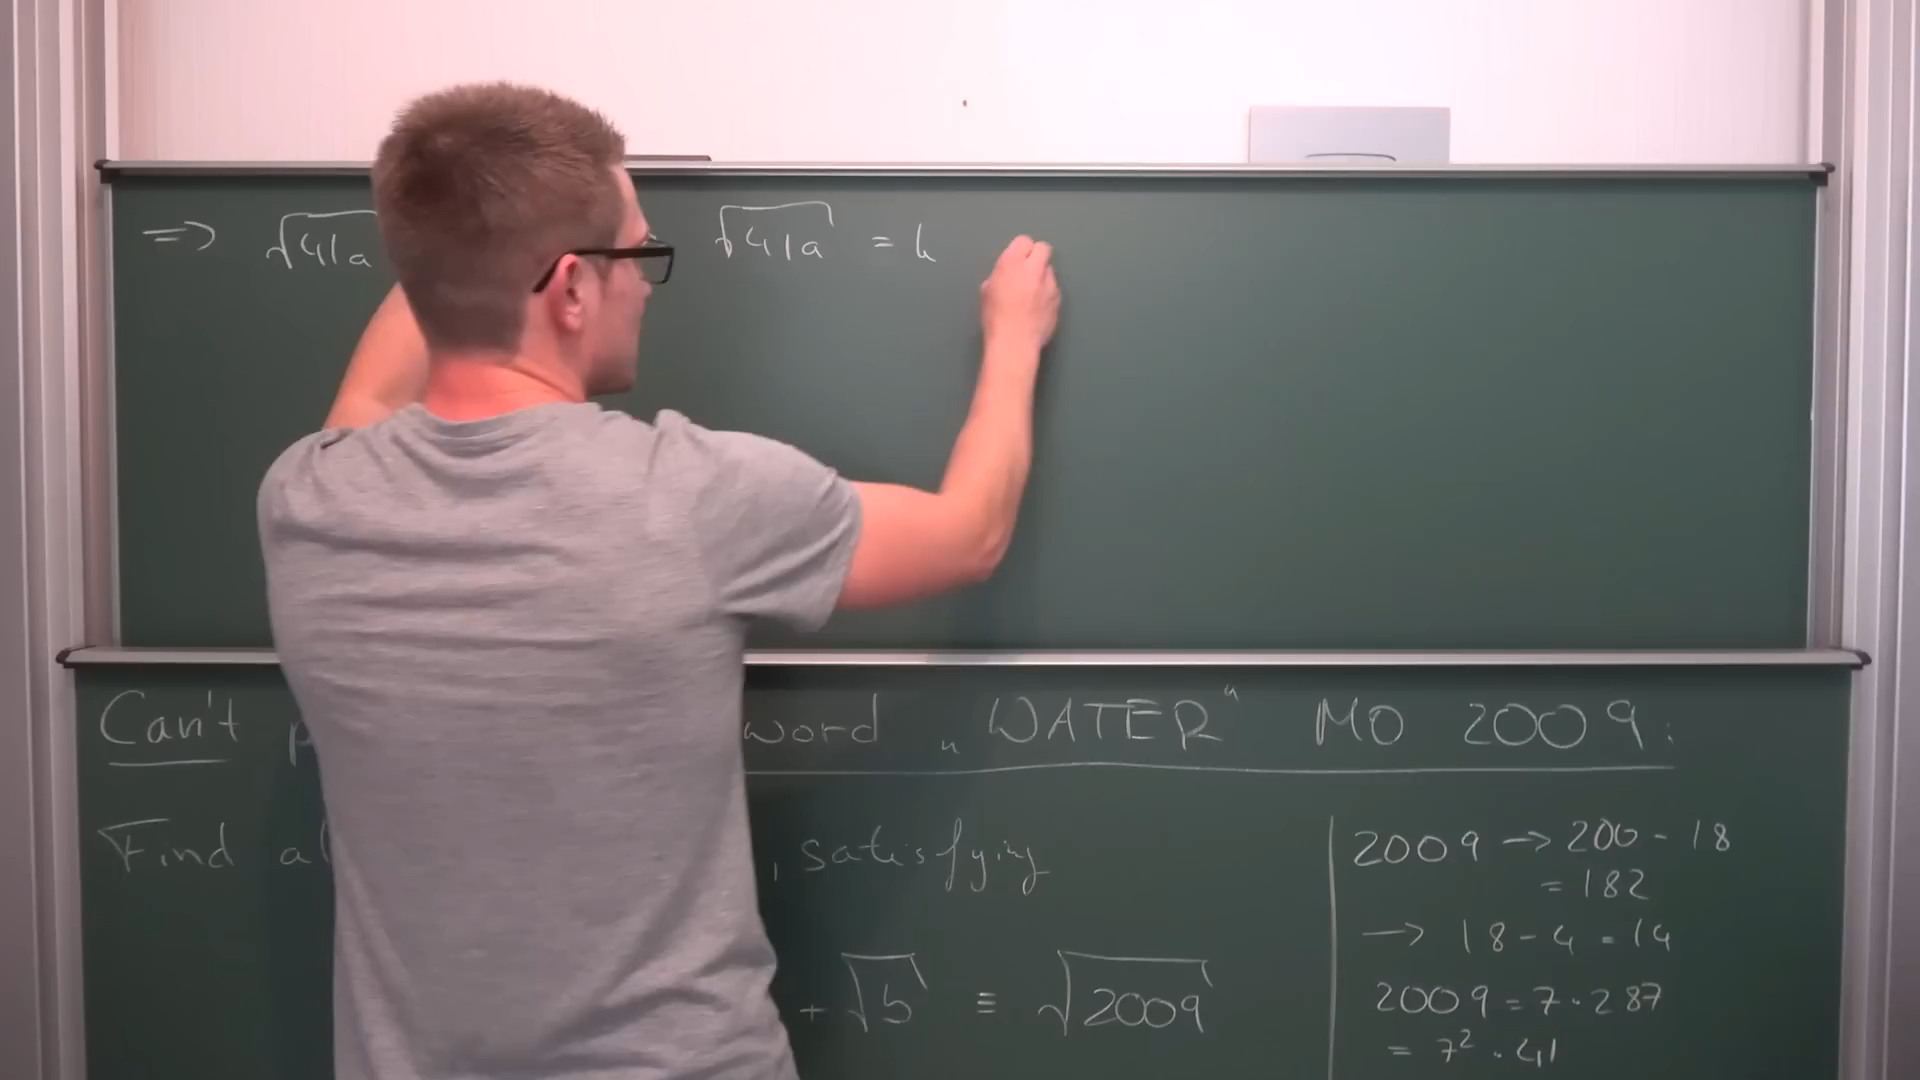 ⇒ √41a √41a = k
Can't word „WATER“ MO 2009:
Find , satisfying
+ √b = √2009
2009 → 200 - 18
= 182
→ 18 - 4 = 14
2009 = 7 · 287
= 7² · 41